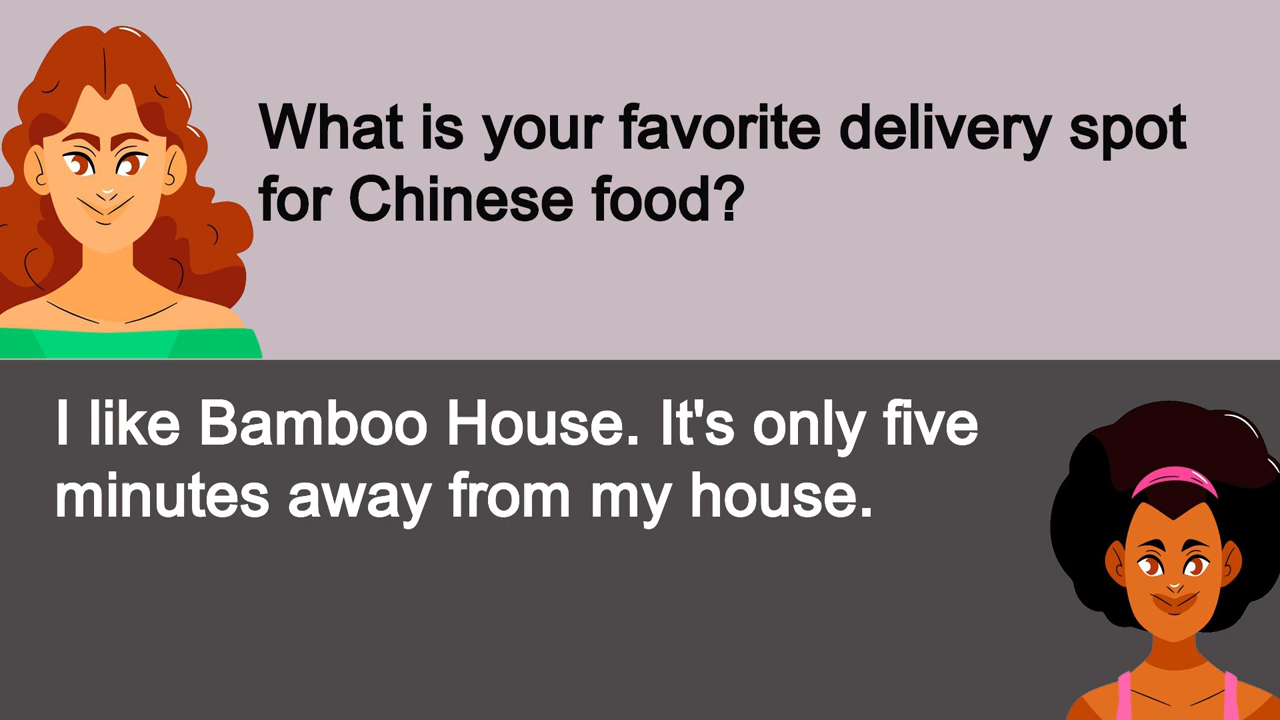 What is your favorite delivery spot
for Chinese food?
I like Bamboo House. It's only five
minutes away from my house.